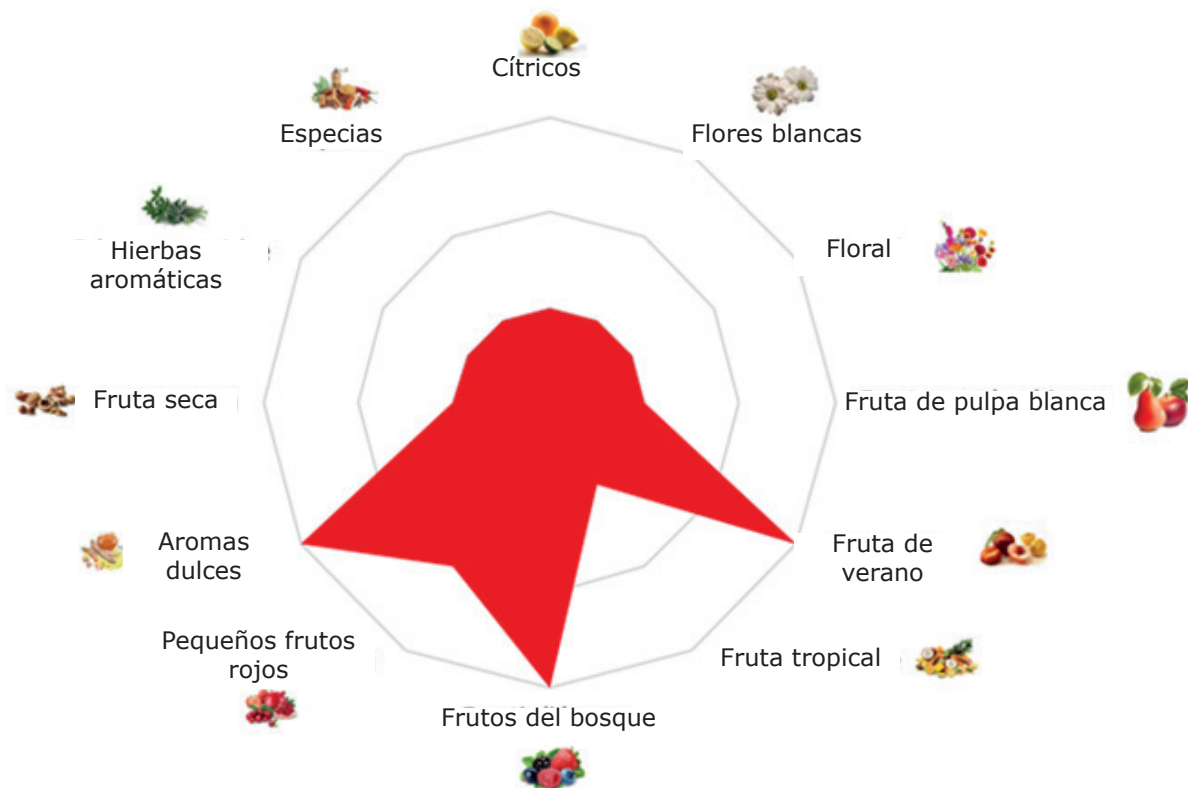 Cítricos
Especias
Flores blancas
Hierbas
aromáticas
Floral
Fruta seca
Fruta de pulpa blanca
Aromas
dulces
Fruta de
verano
Pequeños frutos
rojos
Fruta tropical
Frutos del bosque